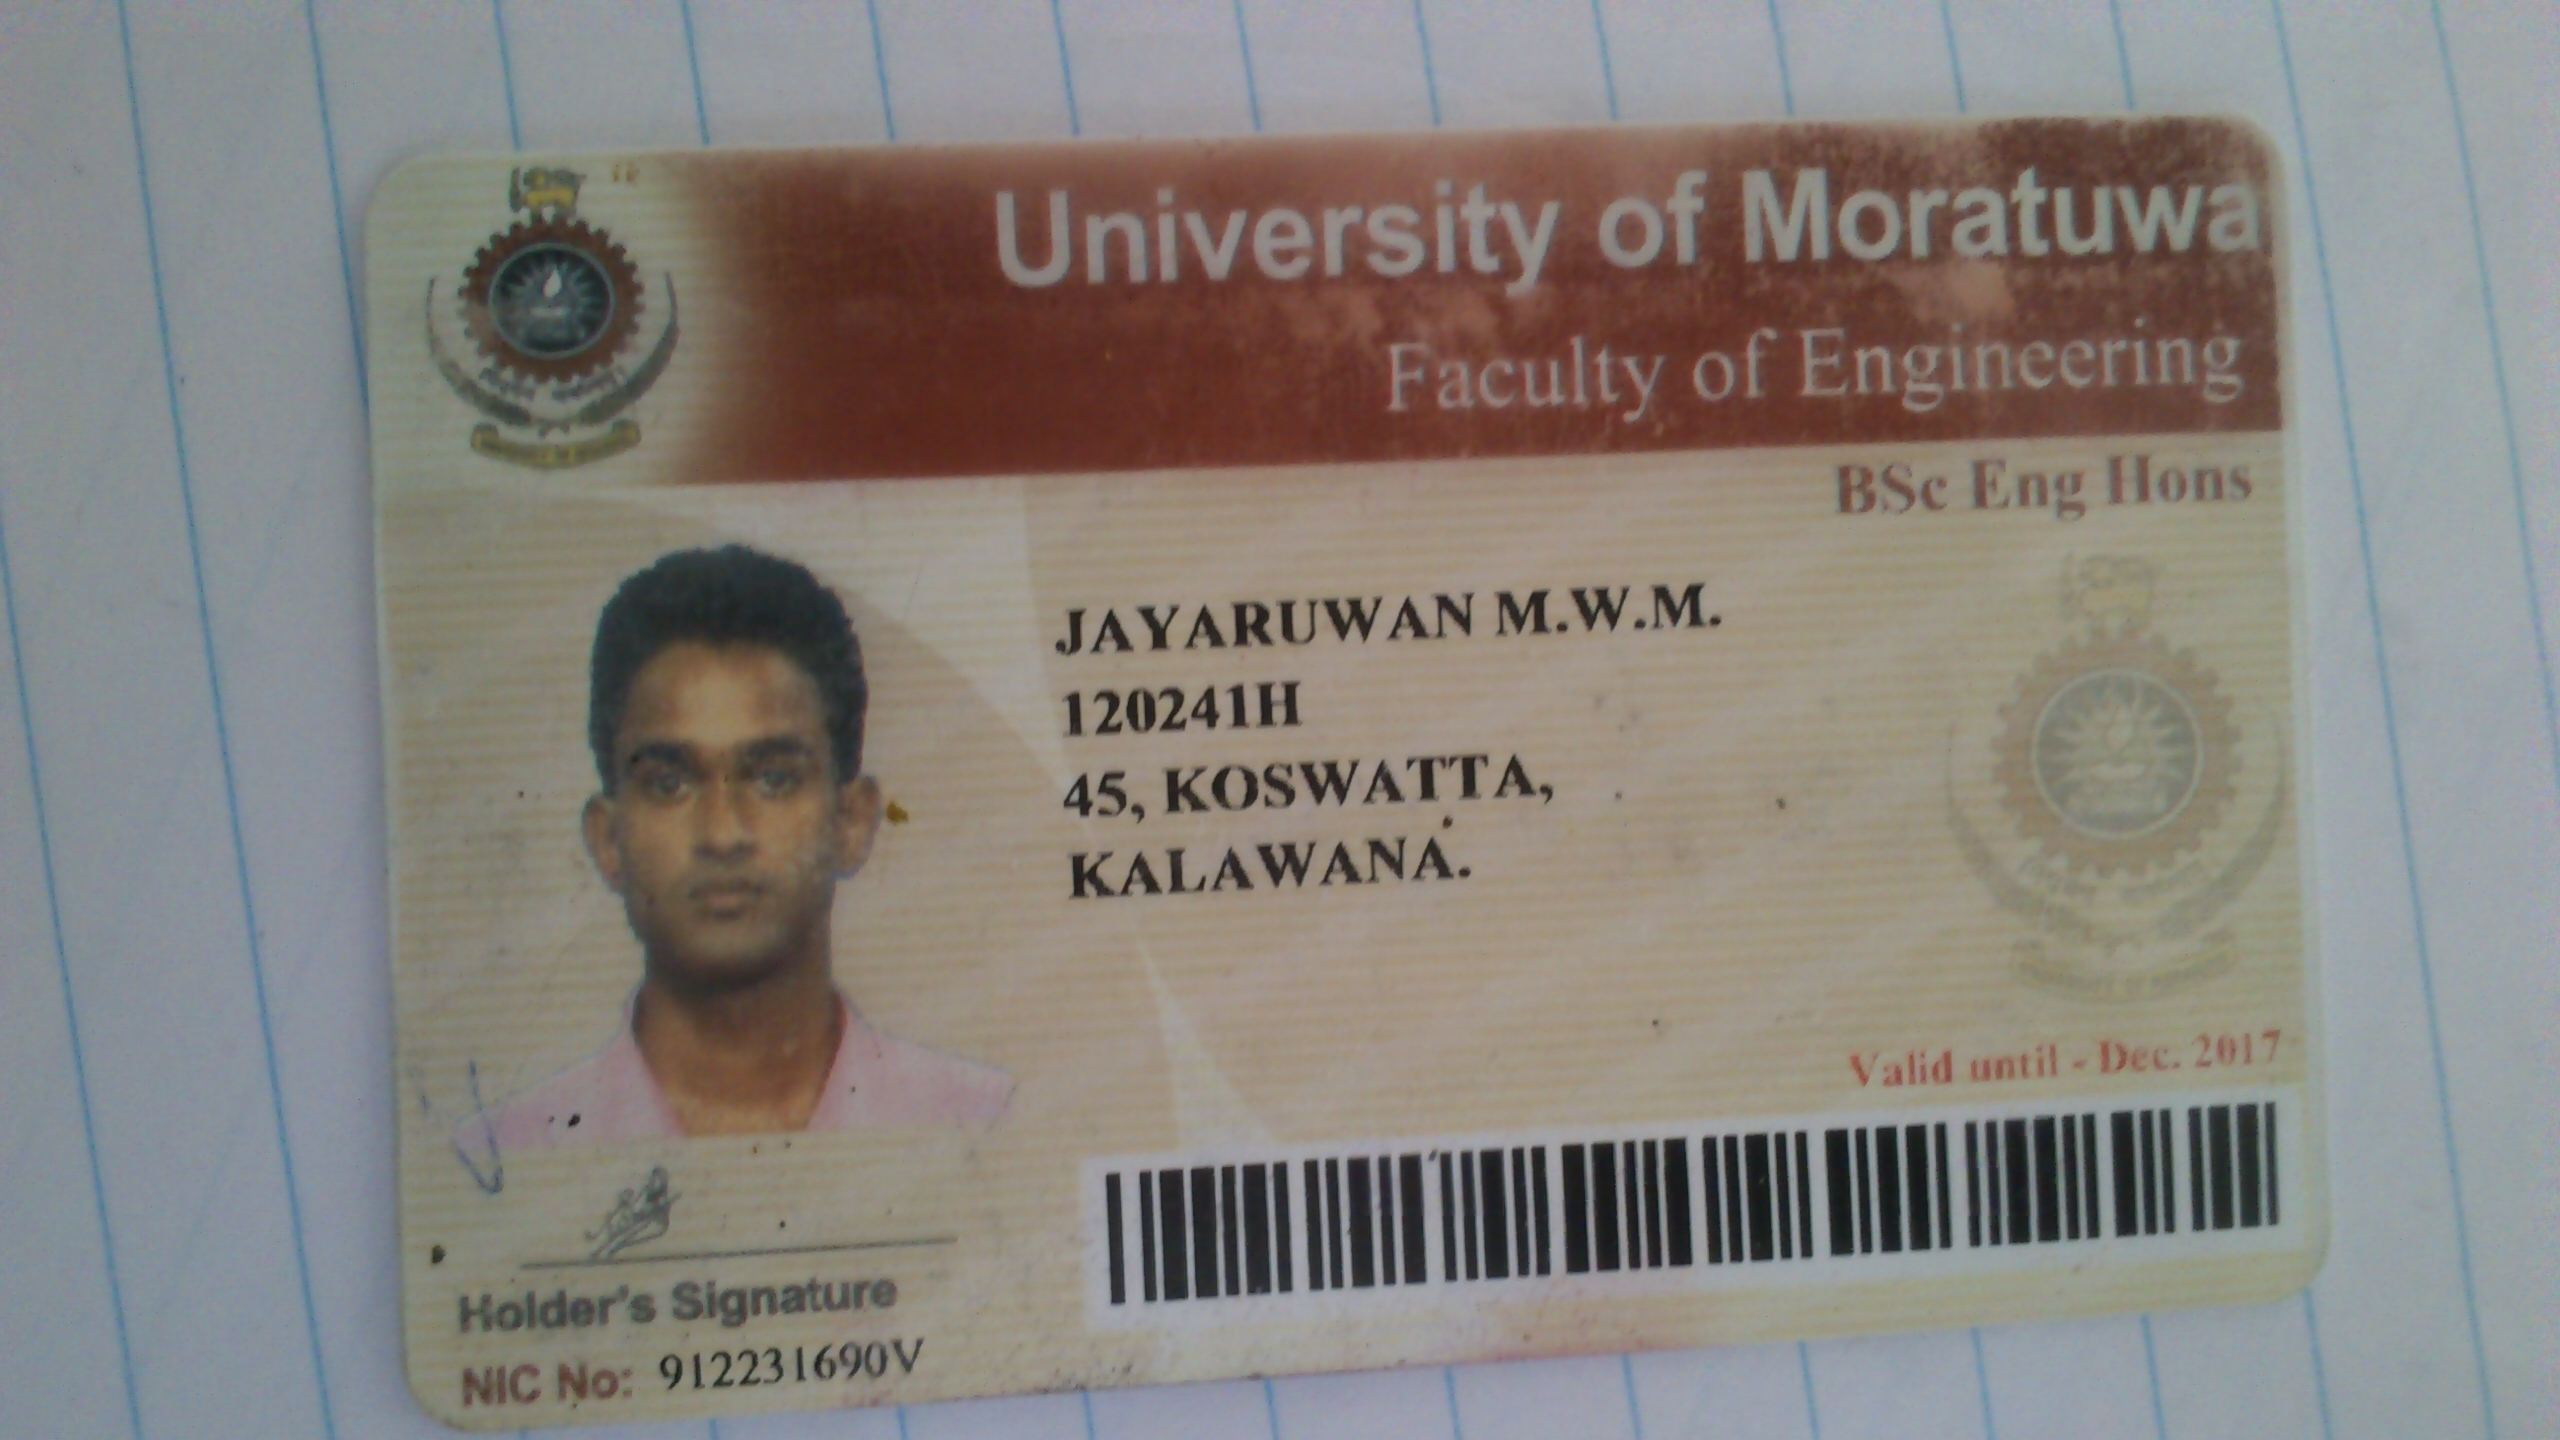 University of Moratuwa
Faculty of Engineering
BSc Eng Hons
JAYARUWAN M.W.M.
120241H
45, KOSWATTA,
KALAWANA.
Valid until - Dec. 2017
Holder's Signature
NIC No: 912231690V